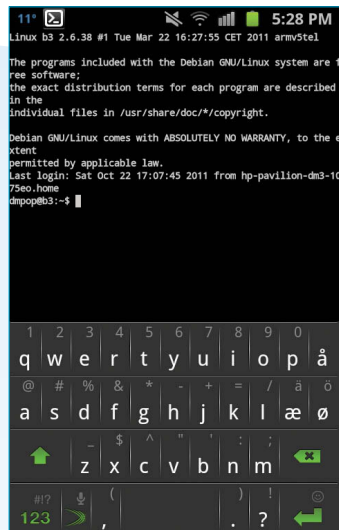 11° 5:28 PM
Linux b3 2.6.38 #1 Tue Mar 22 16:27:55 CET 2011 armv5tel
The programs included with the Debian GNU/Linux system are f
ree software;
the exact distribution terms for each program are described
in the
individual files in /usr/share/doc/*/copyright.
Debian GNU/Linux comes with ABSOLUTELY NO WARRANTY, to the e
xtent
permitted by applicable law.
Last login: Sat Oct 22 17:07:45 2011 from hp-pavilion-dm3-10
75eo.home
dmpop@b3:~$
1 2 3 4 5 6 7 8 9 0
q w e r t y u i o p å
@ # % & * - + = / ä ö
a s d f g h j k l æ ø
_ $ ^ " ' : ;
z x c v b n m
#!? ( ) !
123 , . ?